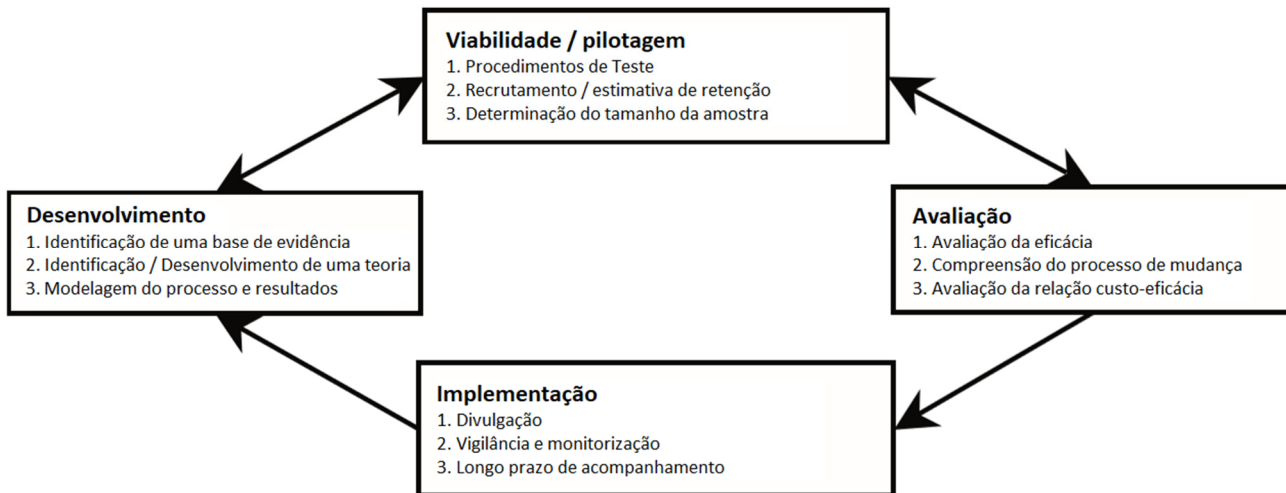 Viabilidade / pilotagem
1. Procedimentos de Teste
2. Recrutamento / estimativa de retenção
3. Determinação do tamanho da amostra
Desenvolvimento
1. Identificação de uma base de evidência
2. Identificação / Desenvolvimento de uma teoria
3. Modelagem do processo e resultados
Avaliação
1. Avaliação da eficácia
2. Compreensão do processo de mudança
3. Avaliação da relação custo-eficácia
Implementação
1. Divulgação
2. Vigilância e monitorização
3. Longo prazo de acompanhamento